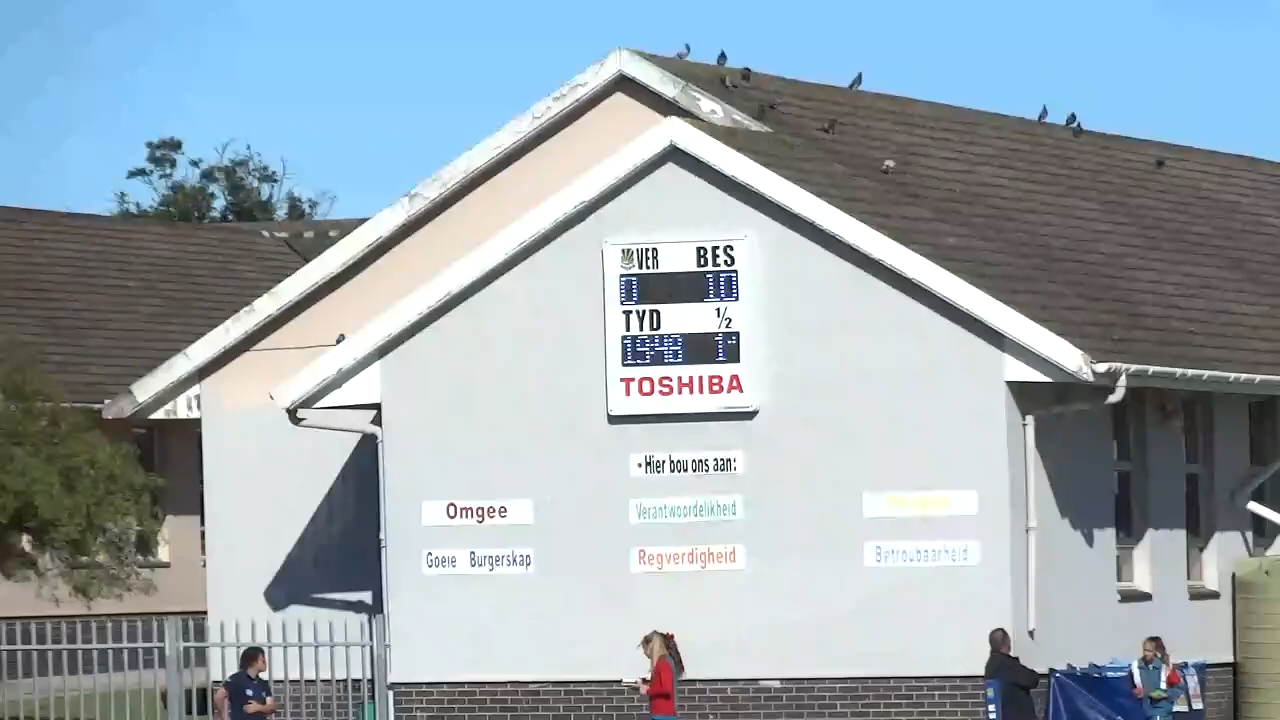 VER BES
0 10
TYD ½
19:48 1
TOSHIBA
Hier bou ons aan:
Omgee
Verantwoordelikheid
Goeie Burgerskap
Regverdigheid
Betroubaarheid